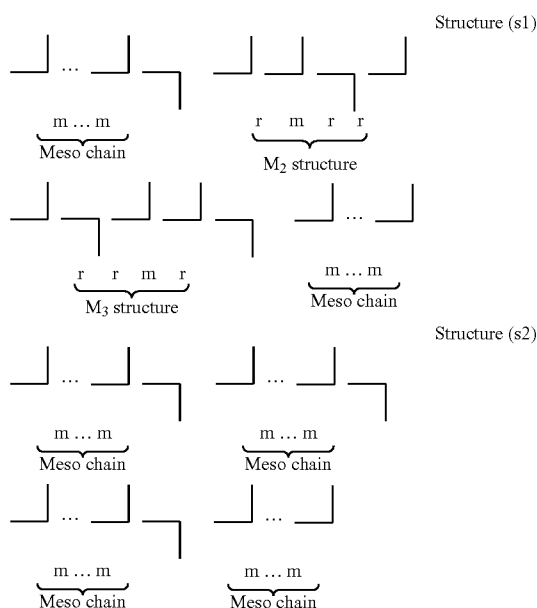 Structure (s1)
...
m ... m
Meso chain
r m r r
M2 structure
...
r r m r
M3 structure
m ... m
Meso chain
Structure (s2)
... ...
m ... m m ... m
Meso chain Meso chain
... ...
m ... m m ... m
Meso chain Meso chain